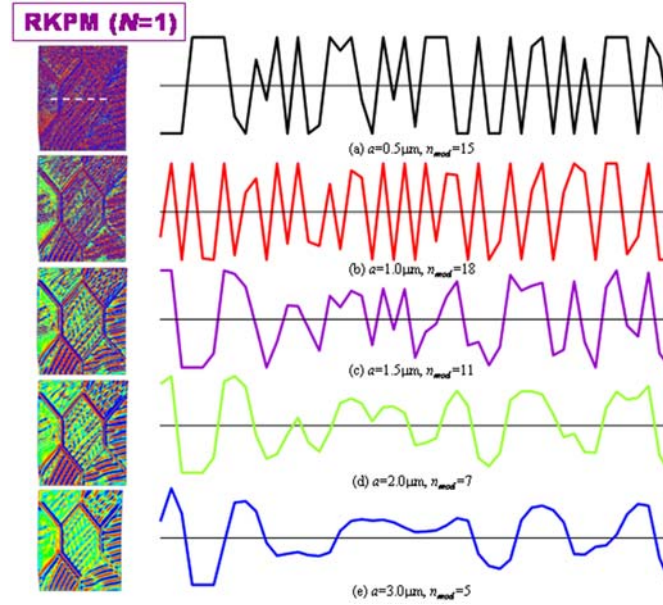 RKPM (N=1)
(a) a=0.5μm, nmod=15
(b) a=1.0μm, nmod=18
(c) a=1.5μm, nmod=11
(d) a=2.0μm, nmod=7
(e) a=3.0μm, nmod=5